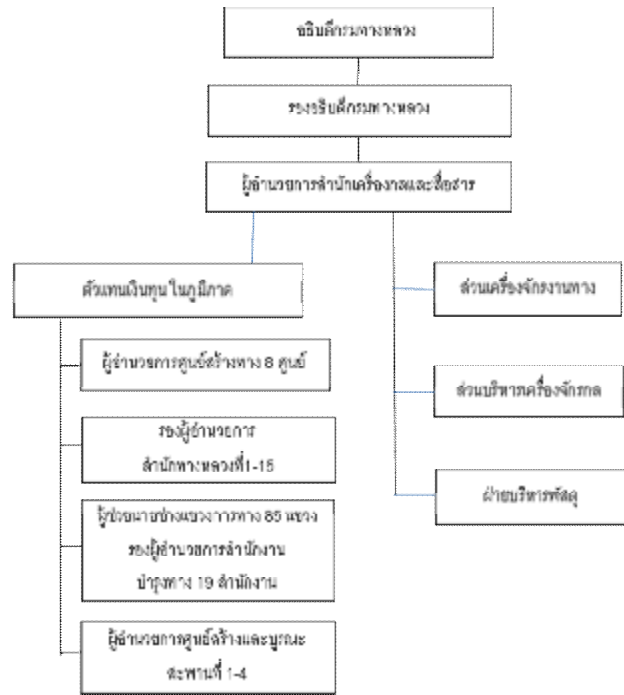 อธิบดีกรมทางหลวง
รองอธิบดีกรมทางหลวง
ผู้อำนวยการสำนักเครื่องกลและสื่อสาร
ตัวแทนเงินทุนในภูมิภาค
ผู้อำนวยการศูนย์สร้างทาง 8 ศูนย์
รองผู้อำนวยการ
สำนักทางหลวงที่1-15
ผู้ช่วยนายช่างแขวงการทาง 85 แขวง
รองผู้อำนวยการสำนักงาน
บำรุงทาง 19 สำนักงาน
ผู้อำนวยการศูนย์สร้างและบูรณะ
สะพานที่ 1-4
ส่วนเครื่องจักรงานทาง
ส่วนบริหารเครื่องจักรกล
ฝ่ายบริหารพัสดุ